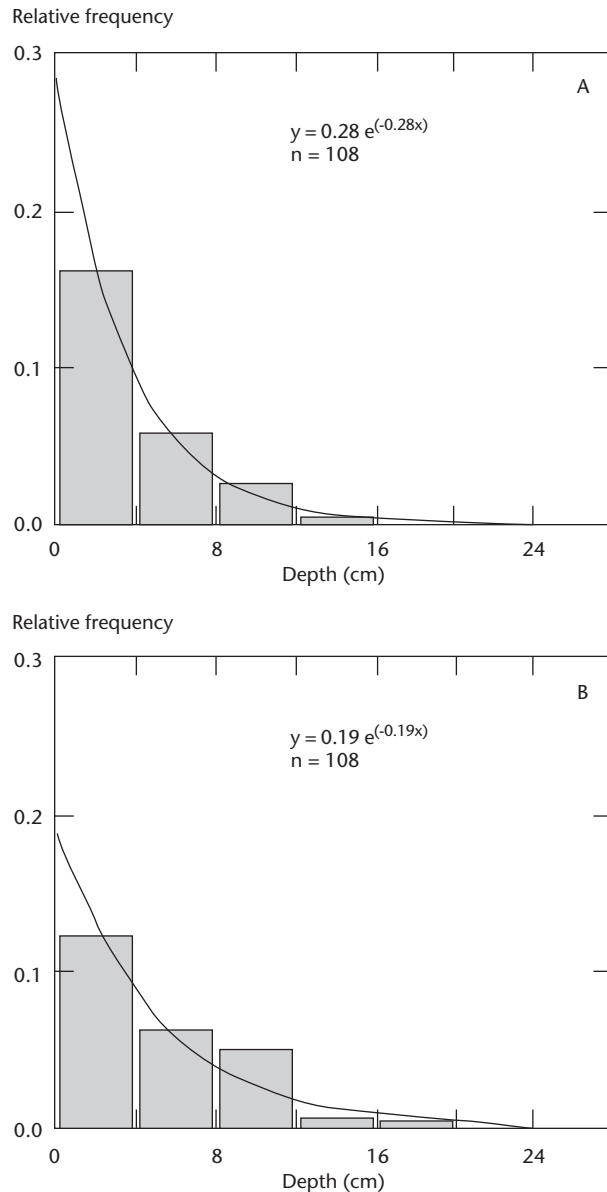 Relative frequency
0.3
A
y = 0.28 e(-0.28x)
n = 108
0.2
0.1
0.0
0 8 16 24
Depth (cm)
Relative frequency
0.3
B
y = 0.19 e(-0.19x)
n = 108
0.2
0.1
0.0
0 8 16 24
Depth (cm)